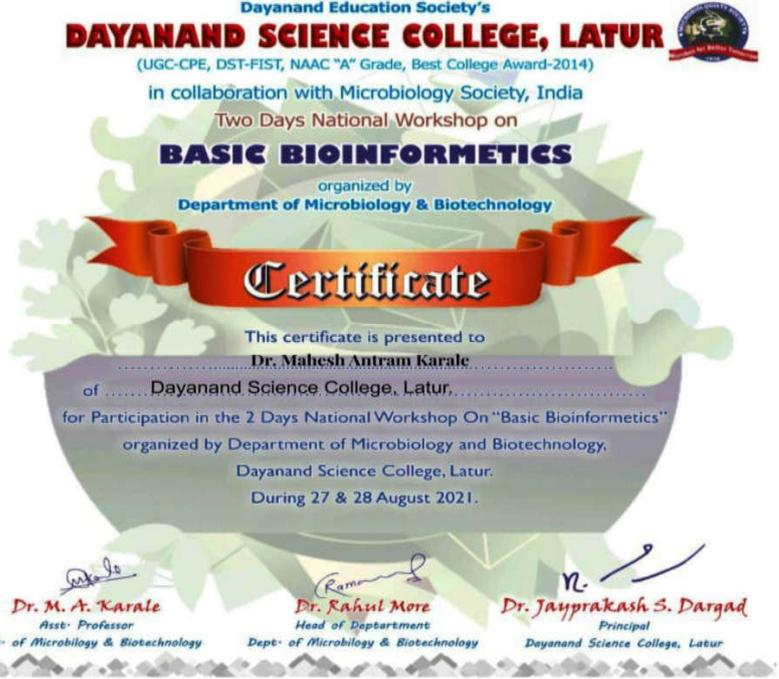 Dayanand Education Society's
DAYANAND SCIENCE COLLEGE, LATUR
(UGC-CPE, DST-FIST, NAAC "A" Grade, Best College Award-2014)
in collaboration with Microbiology Society, India
Two Days National Workshop on
BASIC BIOINFORMETICS
organized by
Department of Microbiology & Biotechnology
Certificate
This certificate is presented to
Dr. Mahesh Antram Karale
of Dayanand Science College, Latur,
for Participation in the 2 Days National Workshop On "Basic Bioinformetics"
organized by Department of Microbiology and Biotechnology,
Dayanand Science College, Latur.
During 27 & 28 August 2021.
Dr. M. A. Karale
Asst. Professor
of Microbilogy & Biotechnology
Dr. Rahul More
Head of Deptartment
Dept. of Microbilogy & Biotechnology
Dr. Jayprakash S. Dargad
Principal
Dayanand Science College, Latur